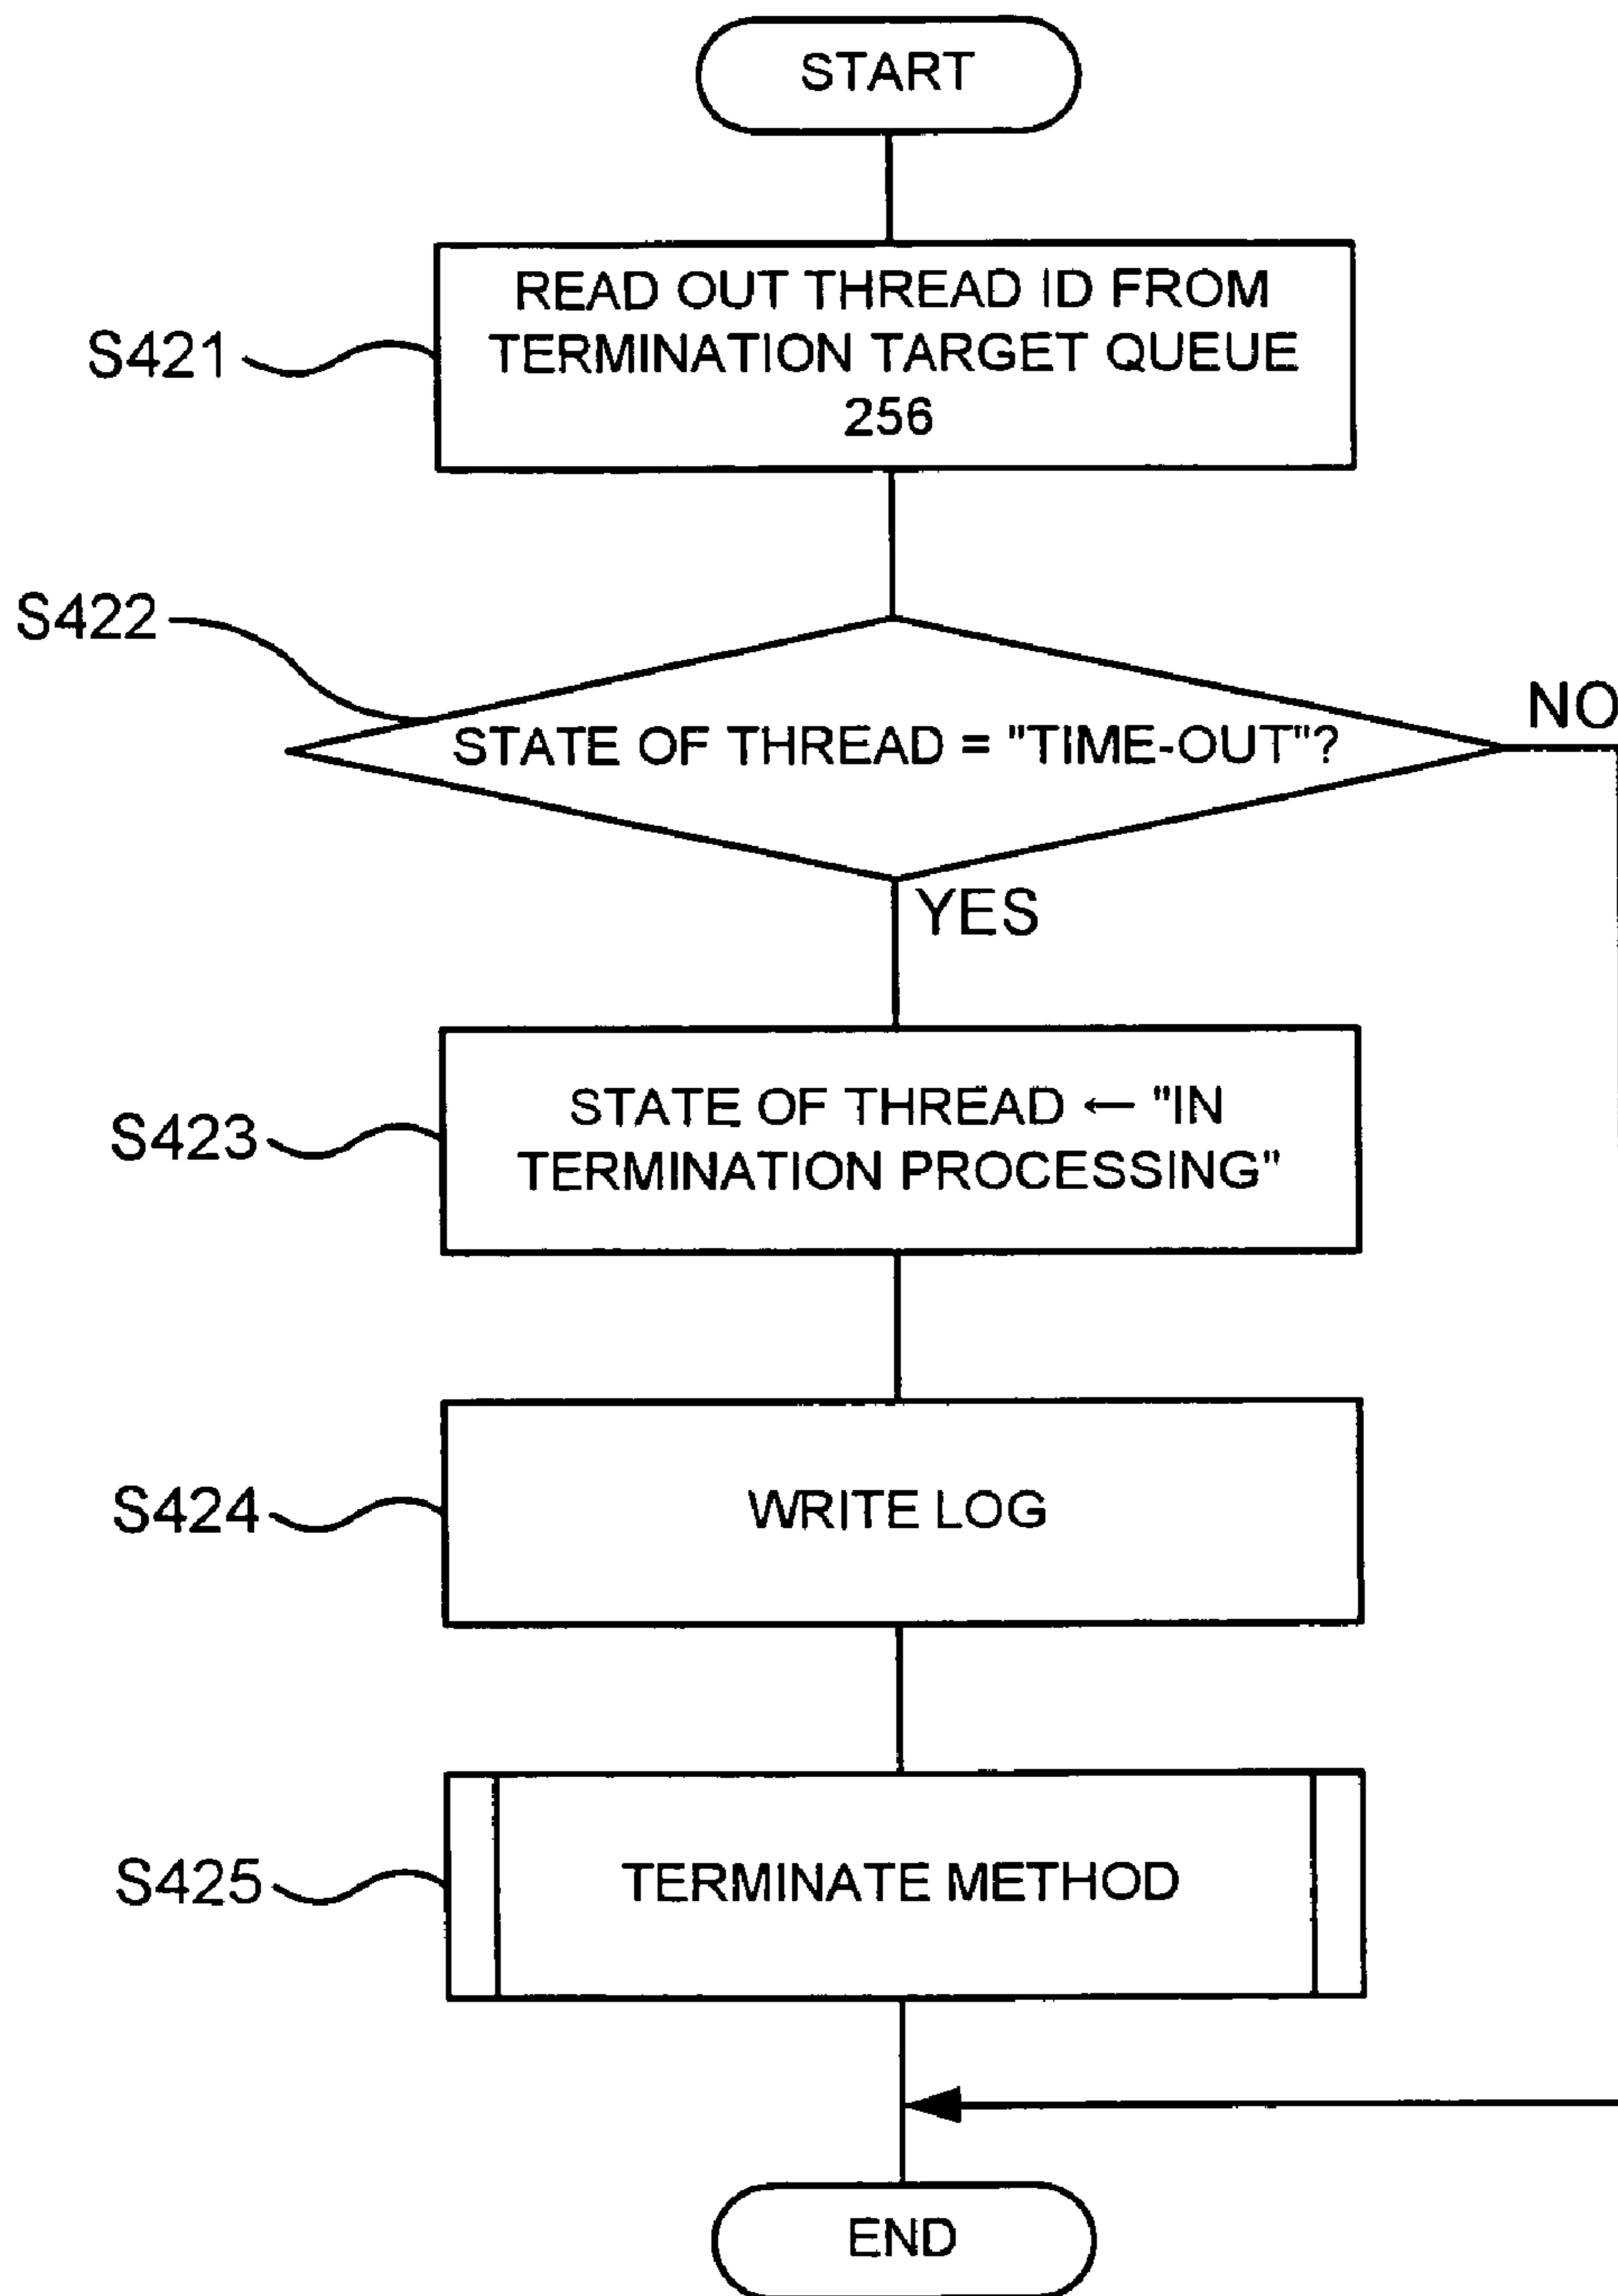 START
READ OUT THREAD ID FROM
S421
TERMINATION TARGET QUEUE
256
S422
NO
STATE OF THREAD = "TIME-OUT"?
YES
STATE OF THREAD ← "IN
S423
TERMINATION PROCESSING"
S424
WRITE LOG
S425
TERMINATE METHOD
END